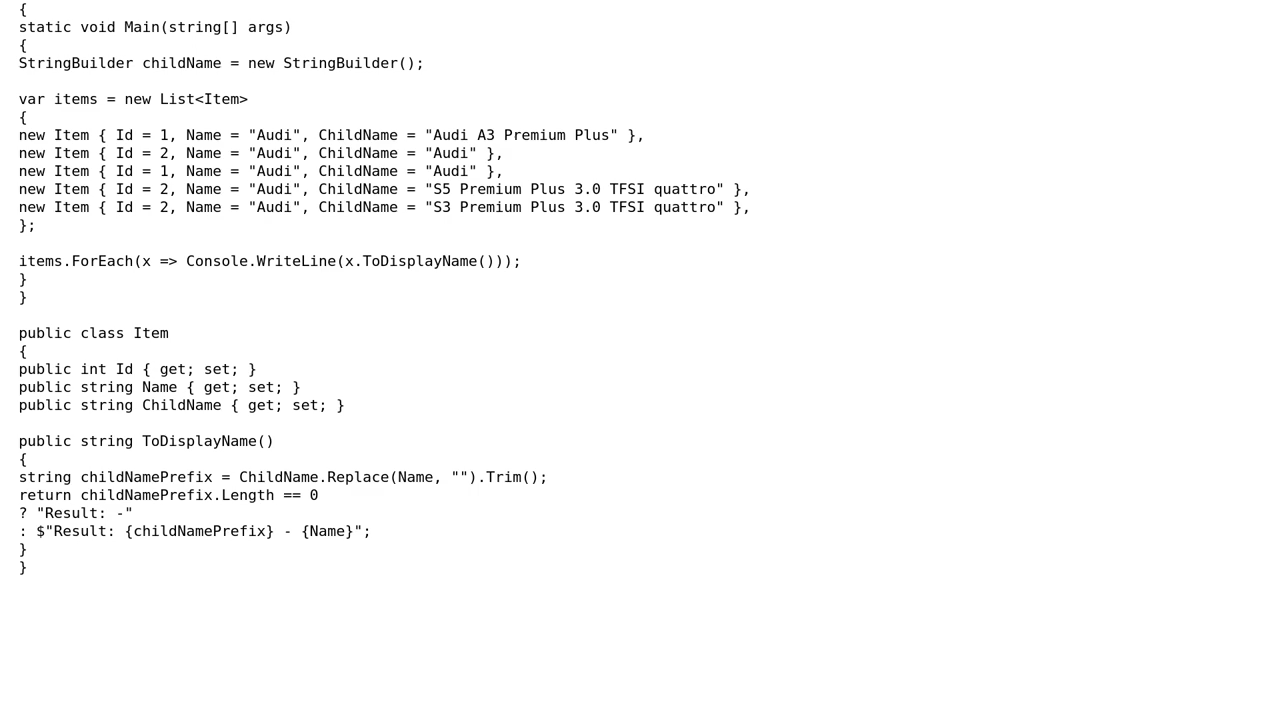 {
static void Main(string[] args)
{
StringBuilder childName = new StringBuilder();

var items = new List<Item>
{
new Item { Id = 1, Name = "Audi", ChildName = "Audi A3 Premium Plus" },
new Item { Id = 2, Name = "Audi", ChildName = "Audi" },
new Item { Id = 1, Name = "Audi", ChildName = "Audi" },
new Item { Id = 2, Name = "Audi", ChildName = "S5 Premium Plus 3.0 TFSI quattro" },
new Item { Id = 2, Name = "Audi", ChildName = "S3 Premium Plus 3.0 TFSI quattro" },
};

items.ForEach(x => Console.WriteLine(x.ToDisplayName()));
}
}

public class Item
{
public int Id { get; set; }
public string Name { get; set; }
public string ChildName { get; set; }

public string ToDisplayName()
{
string childNamePrefix = ChildName.Replace(Name, "").Trim();
return childNamePrefix.Length == 0
? "Result: -"
: $"Result: {childNamePrefix} - {Name}";
}
}